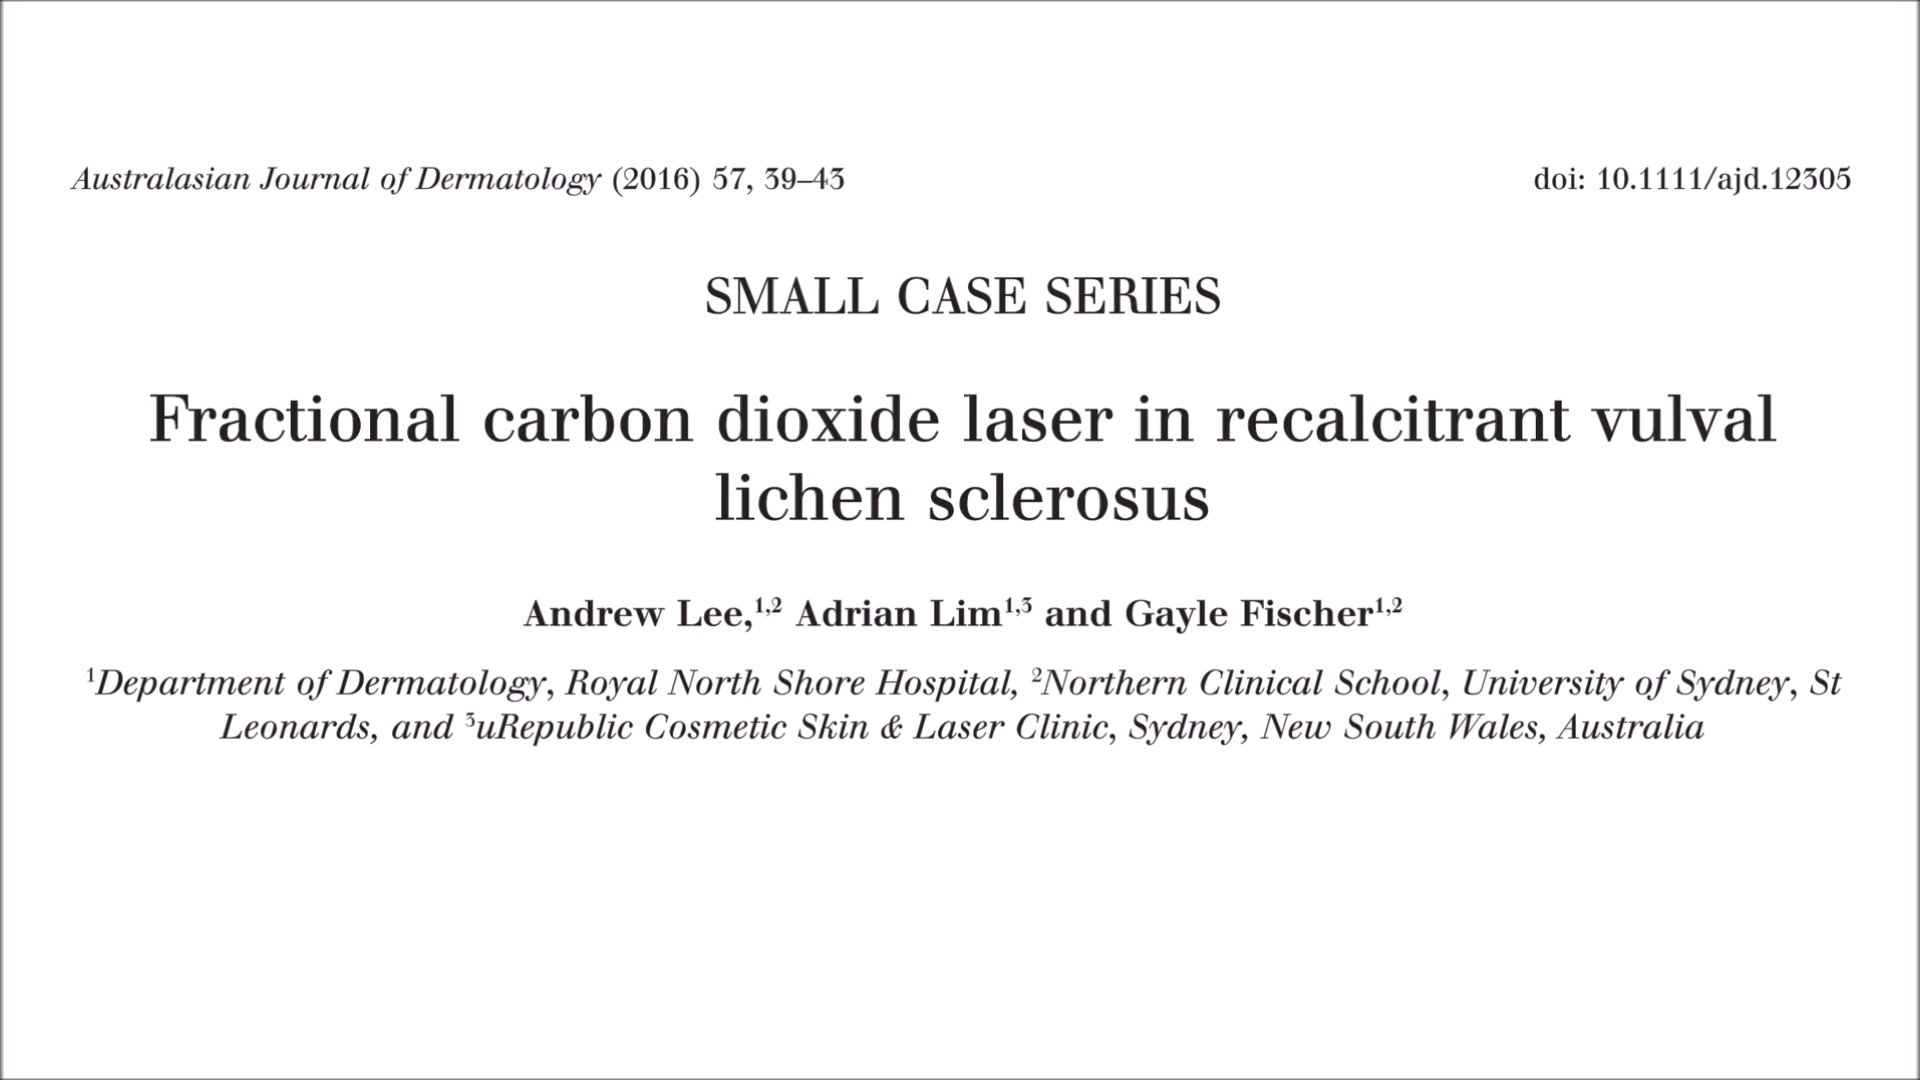 Australasian Journal of Dermatology (2016) 57, 39–43 doi: 10.1111/ajd.12305
SMALL CASE SERIES
Fractional carbon dioxide laser in recalcitrant vulval
lichen sclerosus
Andrew Lee,1,2 Adrian Lim1,3 and Gayle Fischer1,2
1Department of Dermatology, Royal North Shore Hospital, 2Northern Clinical School, University of Sydney, St
Leonards, and 3uRepublic Cosmetic Skin & Laser Clinic, Sydney, New South Wales, Australia